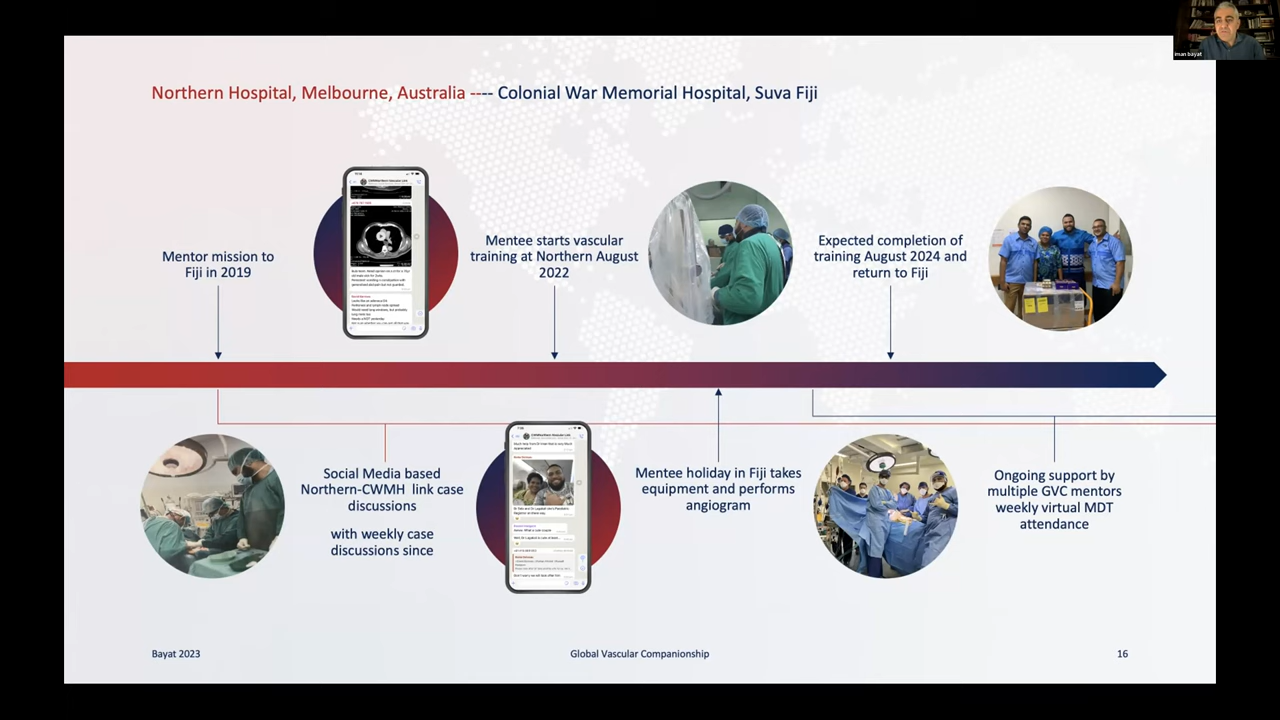 iman bayat
Northern Hospital, Melbourne, Australia ---- Colonial War Memorial Hospital, Suva Fiji
Mentor mission to
Fiji in 2019
Mentee starts vascular
training at Northern August
2022
Expected completion of
training August 2024 and
return to Fiji
Social Media based
Northern-CWMH link case
discussions
with weekly case
discussions since
Mentee holiday in Fiji takes
equipment and performs
angiogram
Ongoing support by
multiple GVC mentors
weekly virtual MDT
attendance
Bayat 2023
Global Vascular Companionship
16